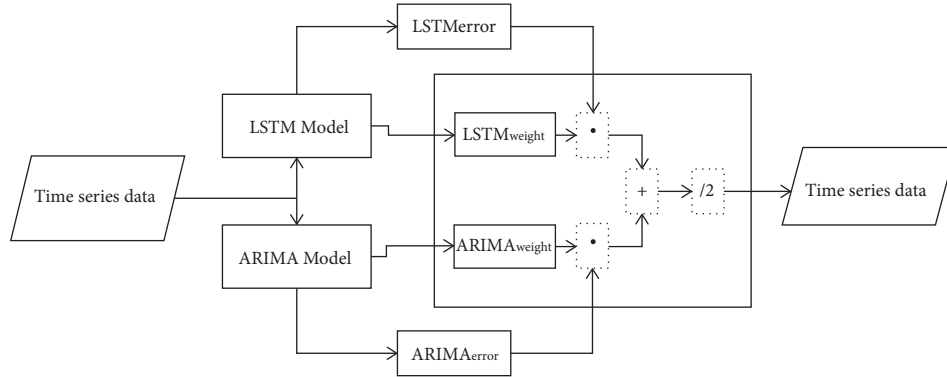 LSTMerror
LSTM Model
LSTMweight
•
Time series data
+
/2
Time series data
ARIMA Model
ARIMAweight
•
ARIMAerror